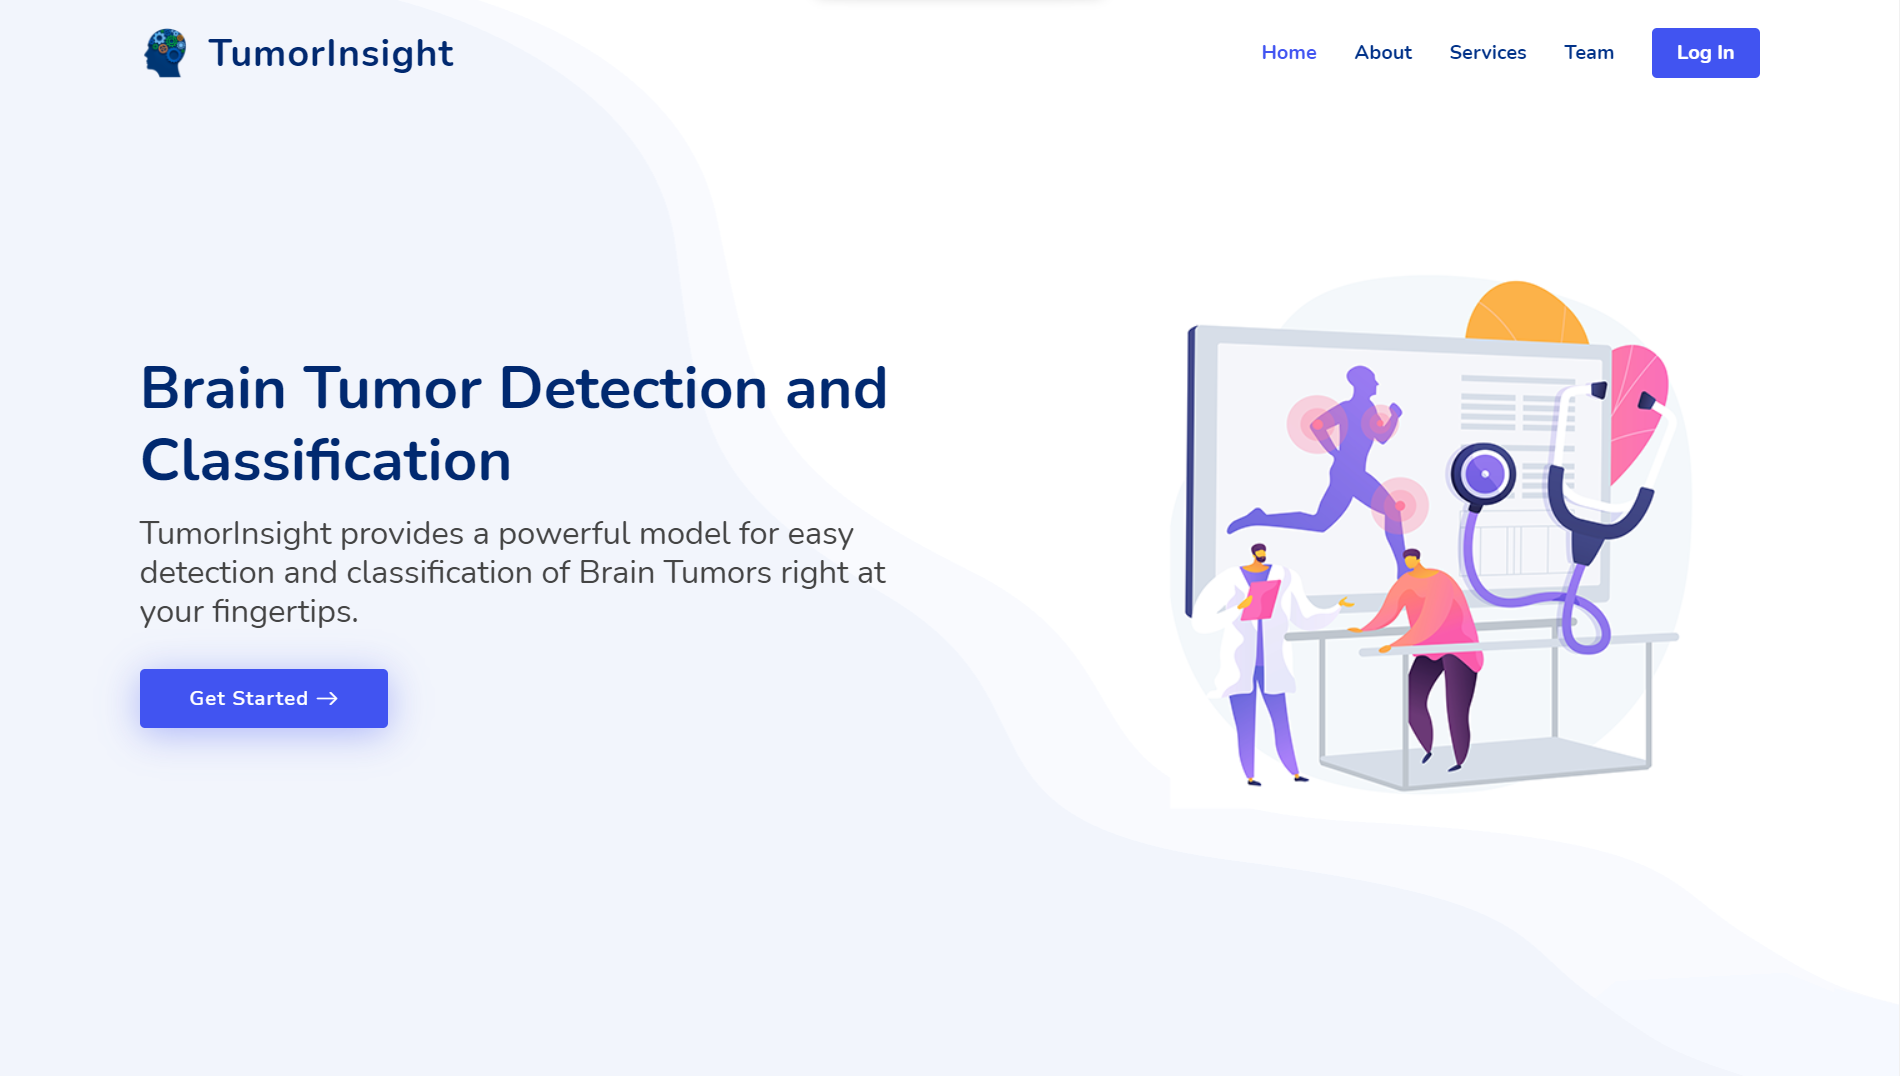 TumorInsight
Home About Services Team Log In
Brain Tumor Detection and
Classification
TumorInsight provides a powerful model for easy
detection and classification of Brain Tumors right at
your fingertips.
Get Started →